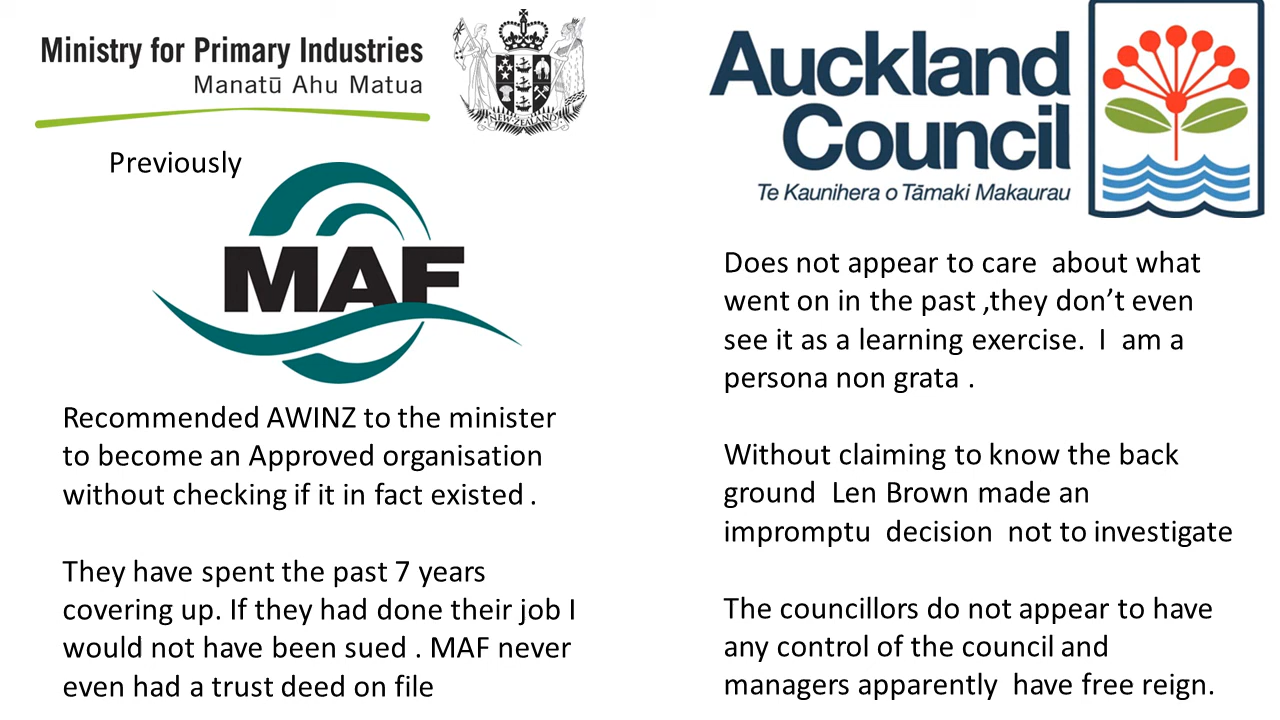 Ministry for Primary Industries
Manatū Ahu Matua
NEW ZEALAND
Previously
MAF
Recommended AWINZ to the minister
to become an Approved organisation
without checking if it in fact existed .
They have spent the past 7 years
covering up. If they had done their job I
would not have been sued . MAF never
even had a trust deed on file
Auckland
Council
Te Kaunihera o Tāmaki Makaurau
Does not appear to care  about what
went on in the past ,they don’t even
see it as a learning exercise.  I  am a
persona non grata .
Without claiming to know the back
ground  Len Brown made an
impromptu  decision  not to investigate
The councillors do not appear to have
any control of the council and
managers apparently  have free reign.